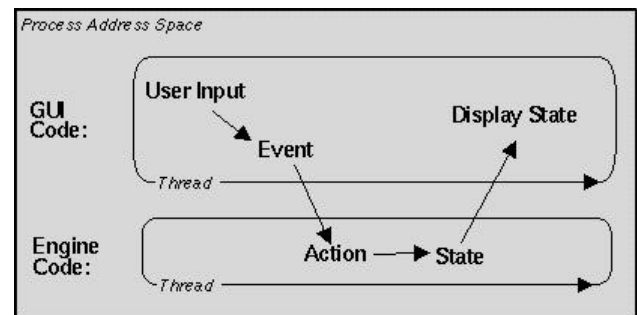 Process Address Space
GUI
Code:
User Input
Event
Display State
Thread
Engine
Code:
Action
State
Thread